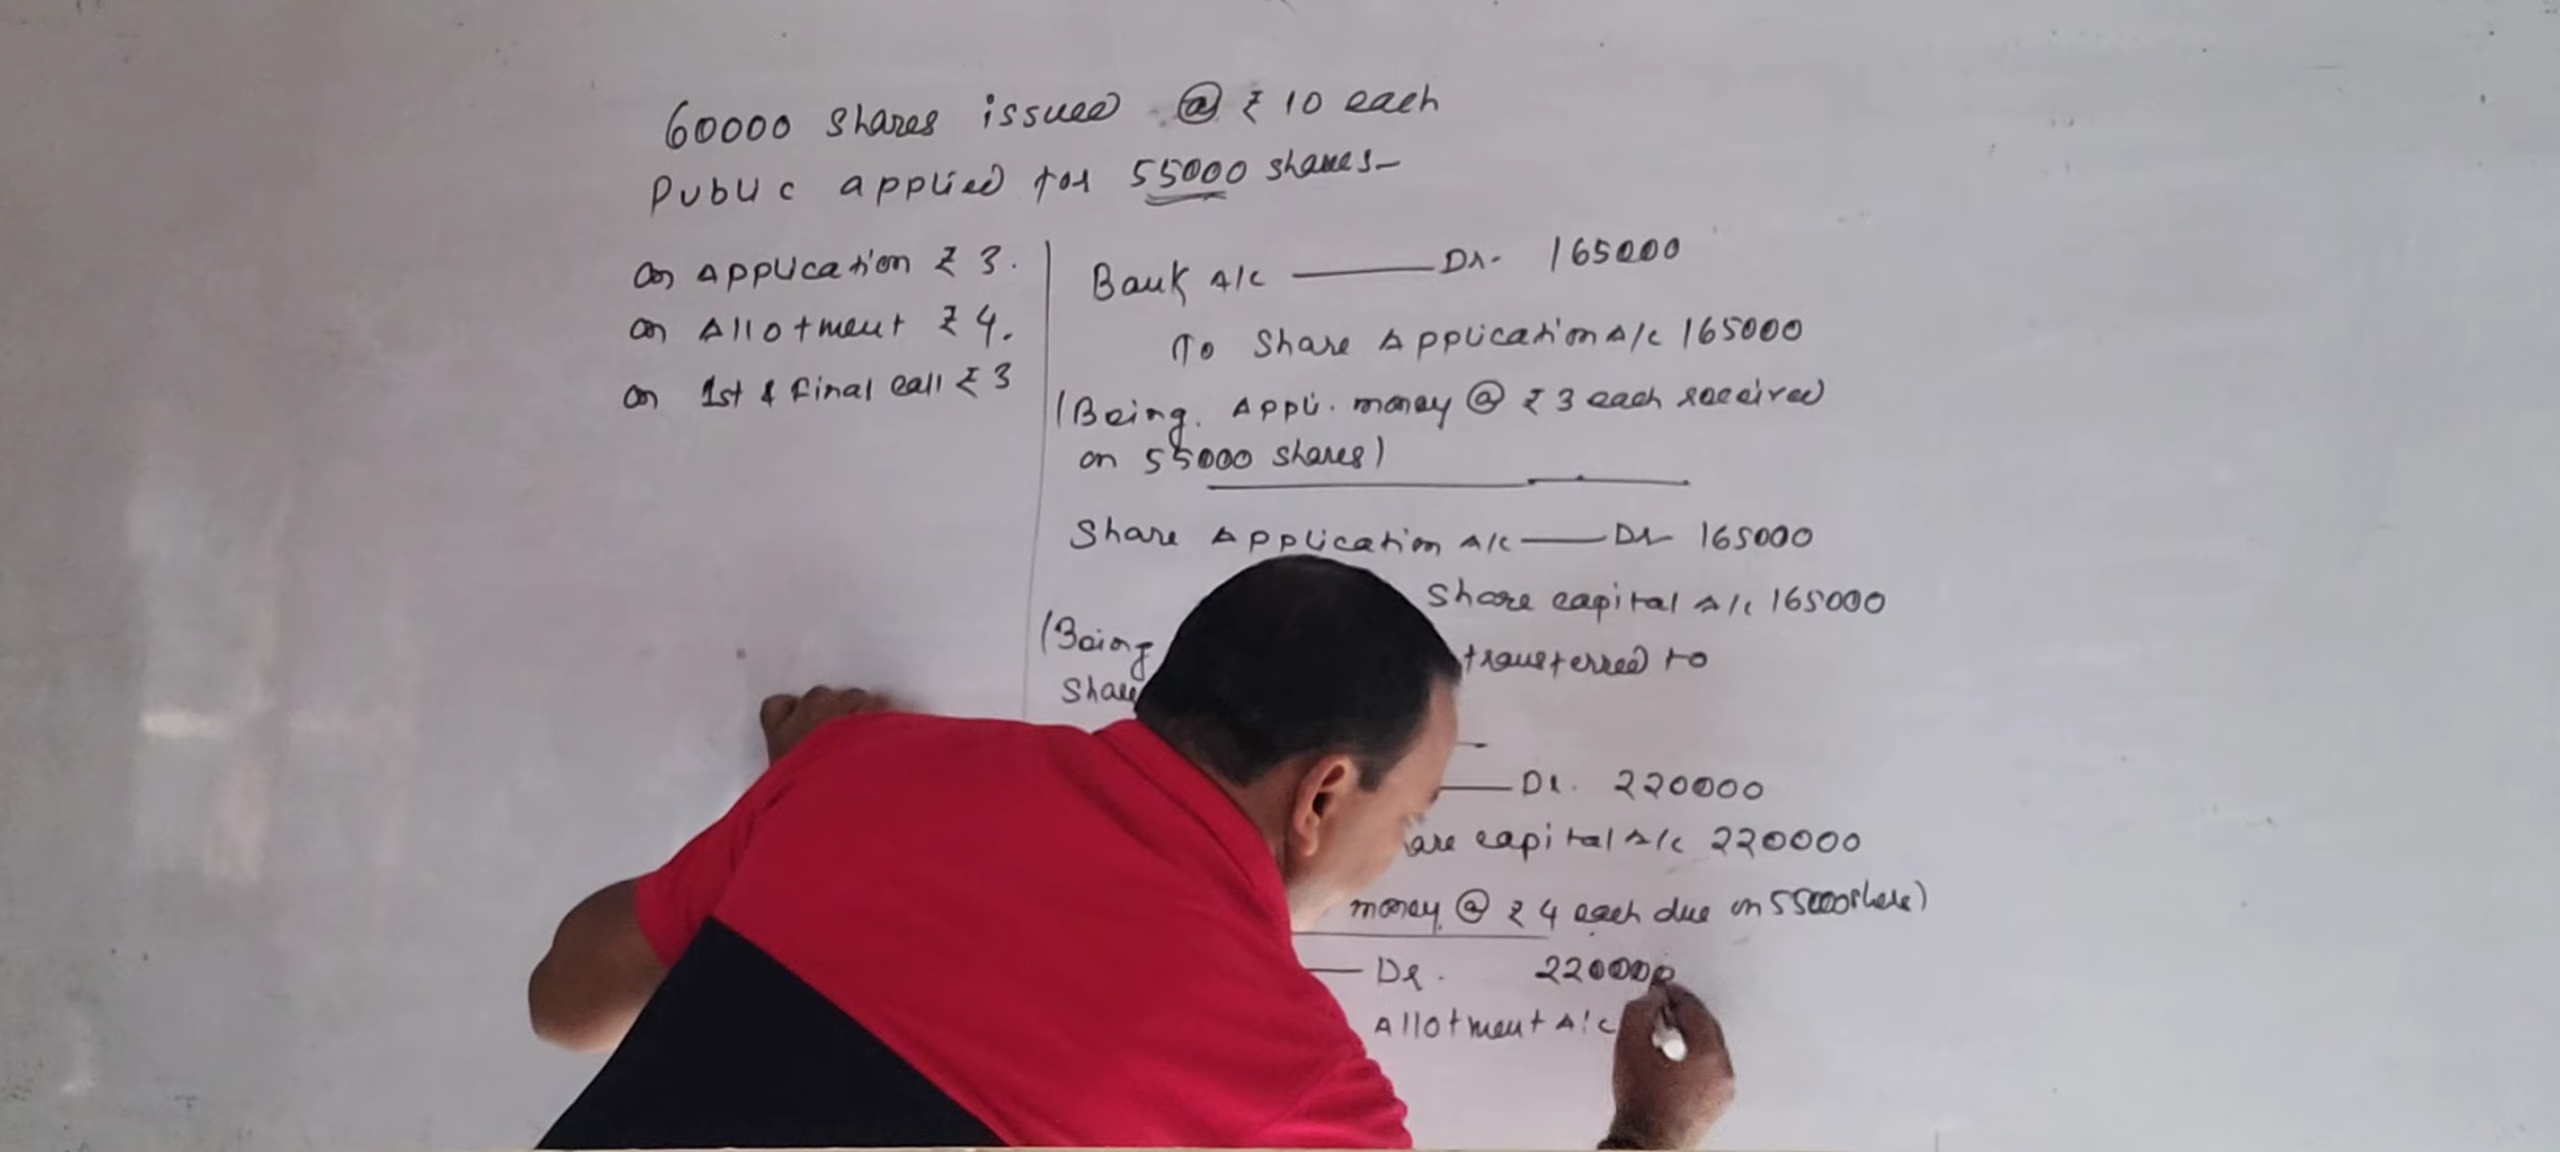 60000 shares issued @ ₹ 10 each
Public applied for 55000 shares-
on Application ₹ 3.
on Allotment ₹ 4.
on 1st & Final call ₹ 3
Bank A/c ——— Dr. 165000
To Share Application A/c 165000
(Being. Appli. money @ ₹ 3 each received
on 55000 shares)
Share Application A/c —— Dr 165000
Share capital A/c 165000
(Being transferred to
Share
—— Dr. 220000
are capital A/c 220000
money @ ₹ 4 each due on 55000 share)
— Dr. 220000
Allotment A/c